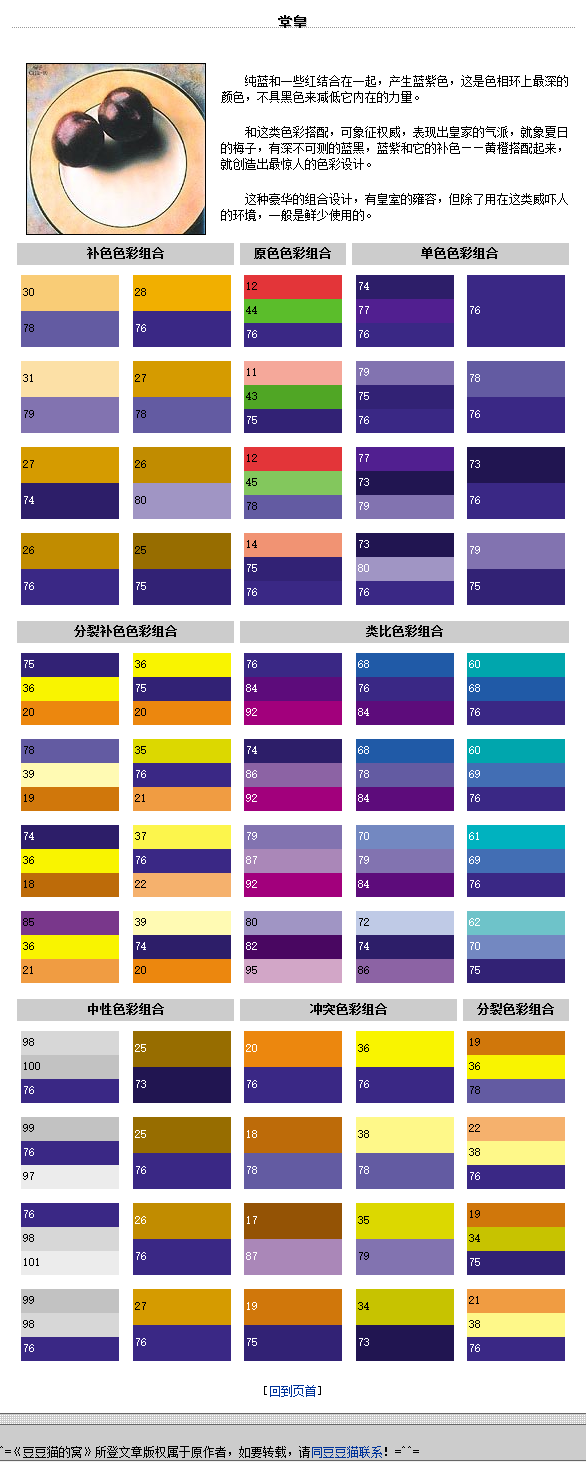 堂皇
纯蓝和一些红结合在一起，产生蓝紫色，这是色相环上最深的
颜色，不具黑色来减低它内在的力量。
和这类色彩搭配，可象征权威，表现出皇家的气派，就象夏日
的梅子，有深不可测的蓝黑，蓝紫和它的补色－－黄橙搭配起来，
就创造出最惊人的色彩设计。
这种豪华的组合设计，有皇室的雍容，但除了用在这类威吓人
的环境，一般是鲜少使用的。
补色色彩组合 原色色彩组合 单色色彩组合
30 28 12 74 76
44 77
78 76 76 76
31 27 11 79 78
43 75
79 78 75 76 76
27 26 12 77 73
45 73
74 80 78 79 76
26 25 14 73 79
75 80
76 75 76 76 75
分裂补色色彩组合 类比色彩组合
75 36 76 68 60
36 75 84 76 68
20 20 92 84 76
78 35 74 68 60
39 76 86 78 69
19 21 92 84 76
74 37 79 70 61
36 76 87 79 69
18 22 92 84 76
85 39 80 72 62
36 74 82 74 70
21 20 95 86 75
中性色彩组合 冲突色彩组合 分裂色彩组合
98 25 20 36 19
100 36
76 73 76 76 78
99 25 18 38 22
76 38
97 76 78 78 76
76 26 17 35 19
98 34
101 76 87 79 75
99 27 19 34 21
98 38
76 76 75 73 76
[回到页首]
^=《豆豆猫的窝》所登文章版权属于原作者，如要转载，请同豆豆猫联系！=^^=